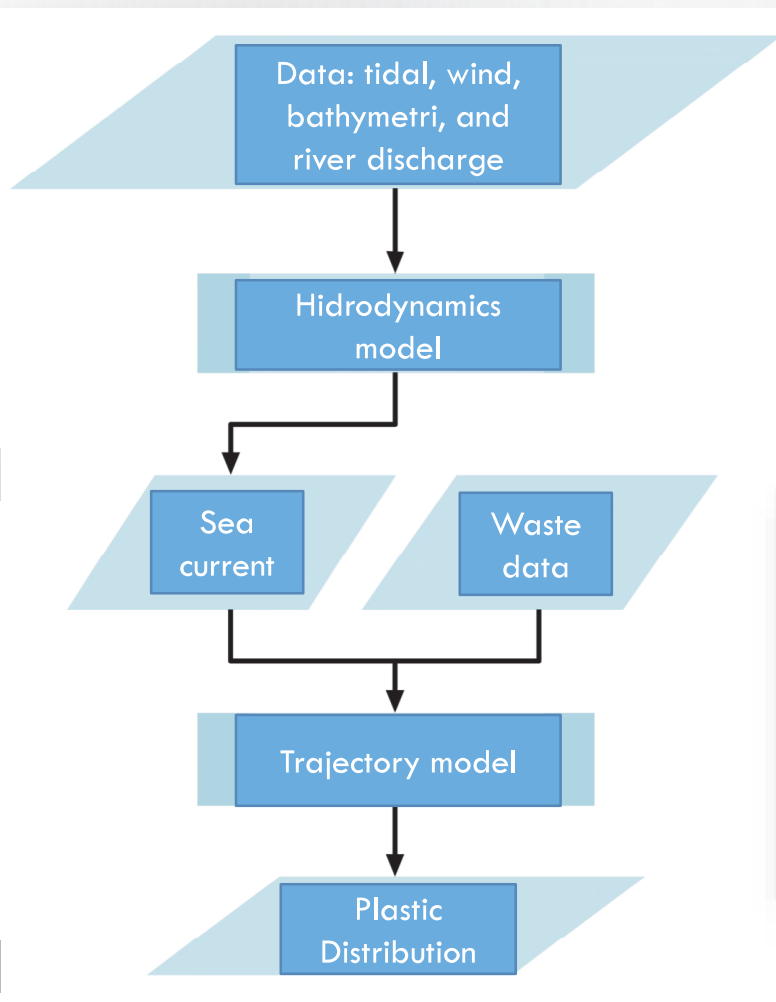 Data: tidal, wind,
bathymetri, and
river discharge
Hidrodynamics
model
Sea
current
Waste
data
Trajectory model
Plastic
Distribution